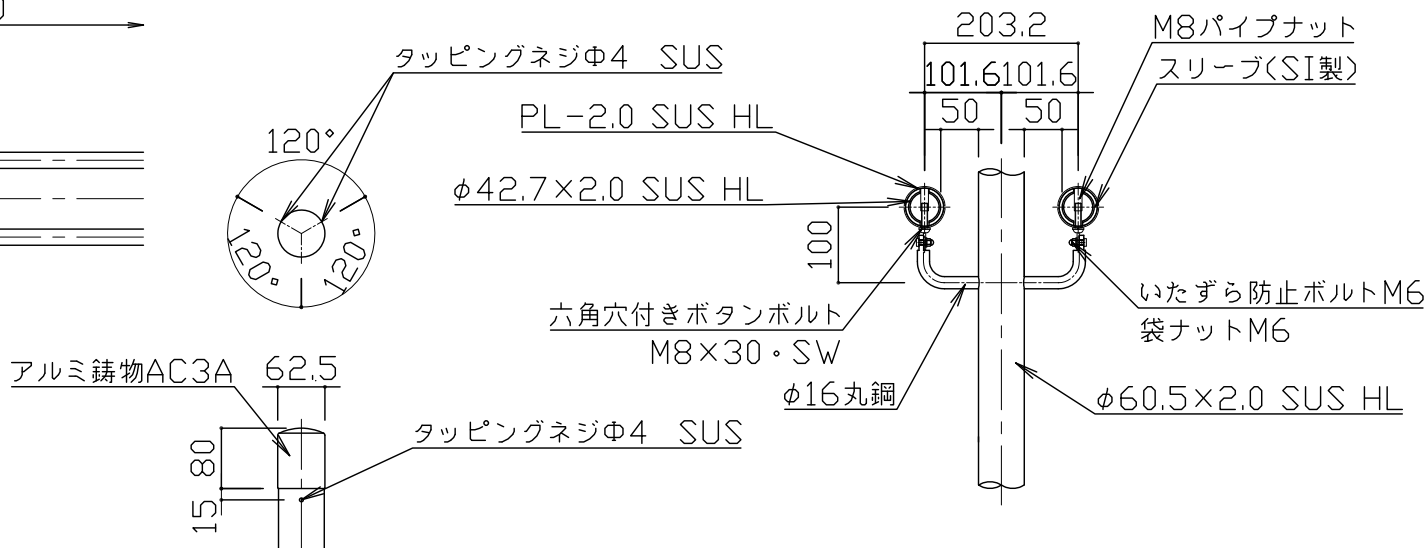 タッピングネジΦ4 SUS
120°
120°
120°
アルミ鋳物AC3A
62.5
80
15
タッピングネジΦ4 SUS
203.2
101.6
101.6
50
50
M8パイプナット
スリーブ(SI製)
PL-2.0 SUS HL
φ42.7×2.0 SUS HL
100
六角穴付きボタンボルト
M8×30・SW
φ16丸鋼
いたずら防止ボルトM6
袋ナットM6
φ60.5×2.0 SUS HL